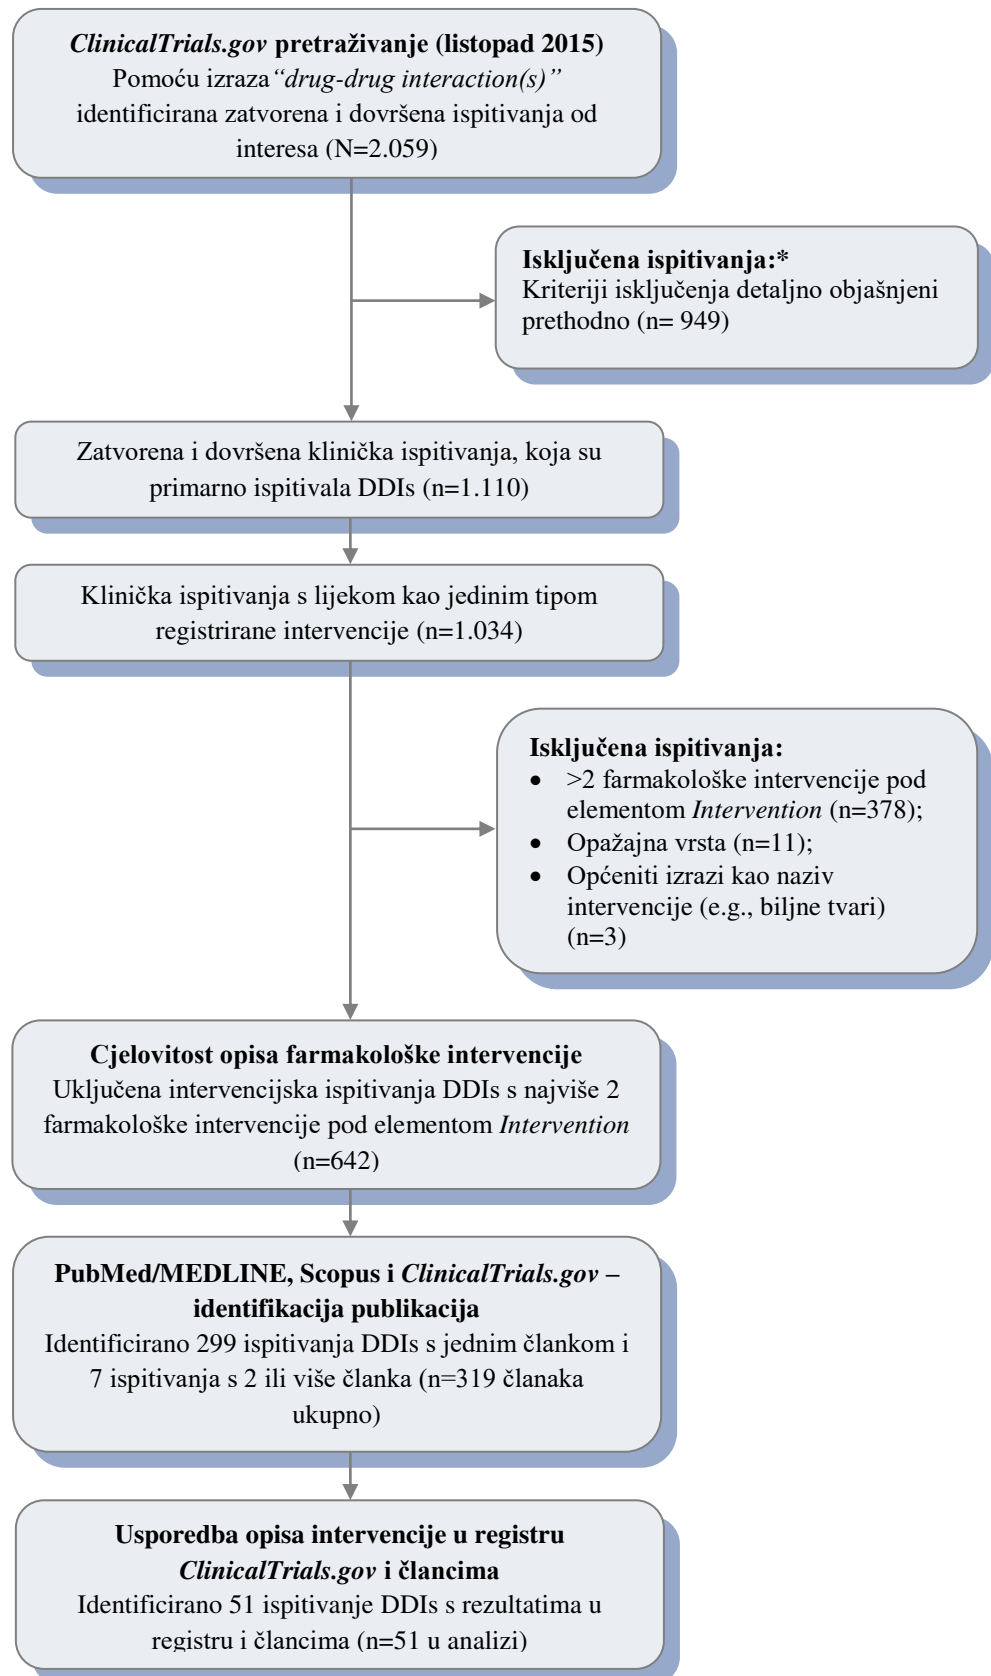 ClinicalTrials.gov pretraživanje (listopad 2015)
Pomoću izraza“drug-drug interaction(s)”
identificirana zatvorena i dovršena ispitivanja od
interesa (N=2.059)
Isključena ispitivanja:*
Kriteriji isključenja detaljno objašnjeni
prethodno (n= 949)
Zatvorena i dovršena klinička ispitivanja, koja su
primarno ispitivala DDIs (n=1.110)
Klinička ispitivanja s lijekom kao jedinim tipom
registrirane intervencije (n=1.034)
Isključena ispitivanja:
• >2 farmakološke intervencije pod
elementom Intervention (n=378);
• Opažajna vrsta (n=11);
• Općeniti izrazi kao naziv
intervencije (e.g., biljne tvari)
(n=3)
Cjelovitost opisa farmakološke intervencije
Uključena intervencijska ispitivanja DDIs s najviše 2
farmakološke intervencije pod elementom Intervention
(n=642)
PubMed/MEDLINE, Scopus i ClinicalTrials.gov –
identifikacija publikacija
Identificirano 299 ispitivanja DDIs s jednim člankom i
7 ispitivanja s 2 ili više članka (n=319 članaka
ukupno)
Usporedba opisa intervencije u registru
ClinicalTrials.gov i člancima
Identificirano 51 ispitivanje DDIs s rezultatima u
registru i člancima (n=51 u analizi)